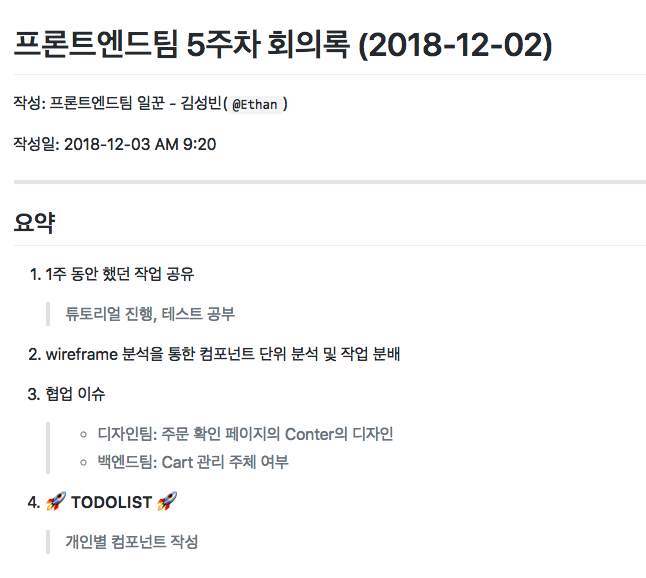 프론트엔드팀 5주차 회의록 (2018-12-02)
작성: 프론트엔드팀 일꾼 - 김성빈( @Ethan )
작성일: 2018-12-03 AM 9:20
요약
1. 1주 동안 했던 작업 공유
튜토리얼 진행, 테스트 공부
2. wireframe 분석을 통한 컴포넌트 단위 분석 및 작업 분배
3. 협업 이슈
◦ 디자인팀: 주문 확인 페이지의 Conter의 디자인
◦ 백엔드팀: Cart 관리 주체 여부
4. 🚀 TODOLIST 🚀
개인별 컴포넌트 작성